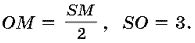 OM = SM/2, SO = 3.